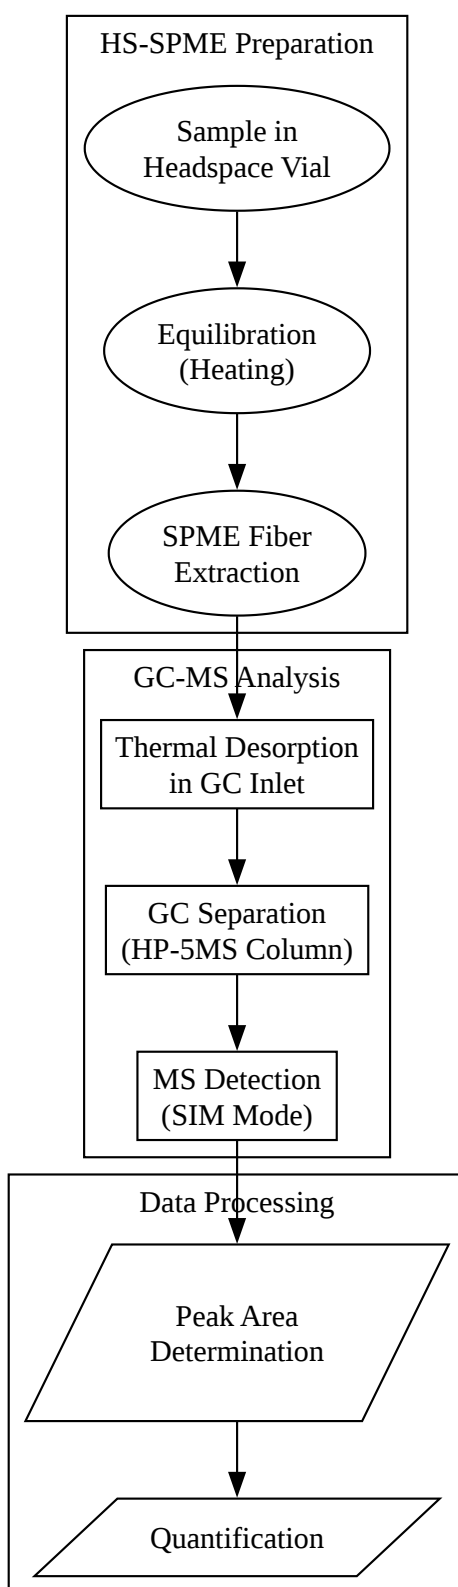 HS-SPME Preparation
Sample in
Headspace Vial
Equilibration
(Heating)
SPME Fiber
Extraction
GC-MS Analysis
Thermal Desorption
in GC Inlet
GC Separation
(HP-5MS Column)
MS Detection
(SIM Mode)
Data Processing
Peak Area
Determination
Quantification